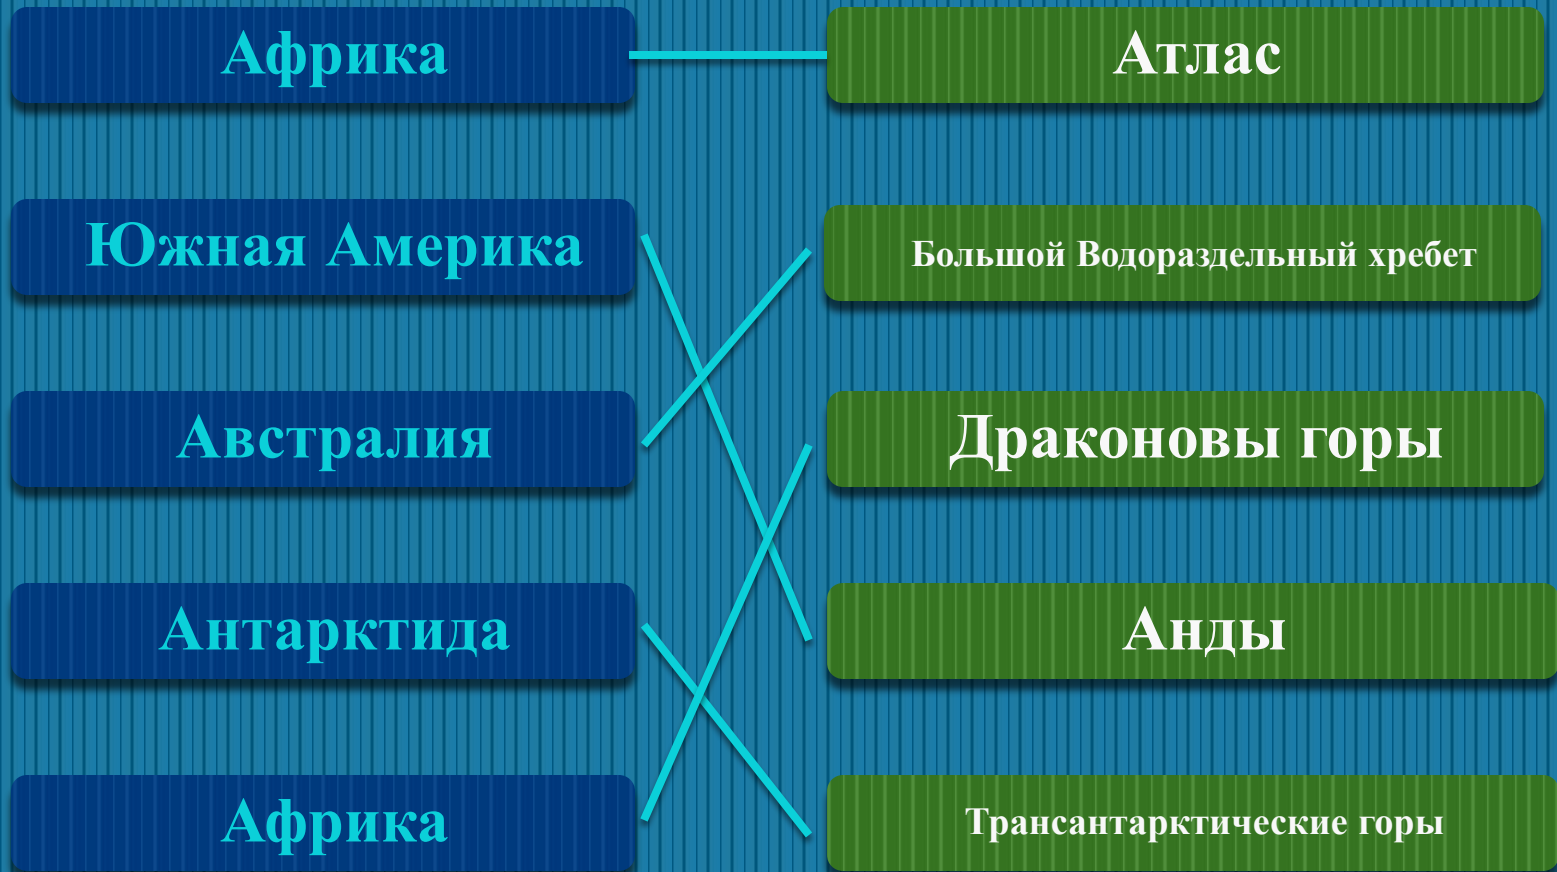 Африка
Атлас
Южная Америка
Большой Водораздельный хребет
Австралия
Драконовы горы
Антарктида
Анды
Африка
Трансантарктические горы